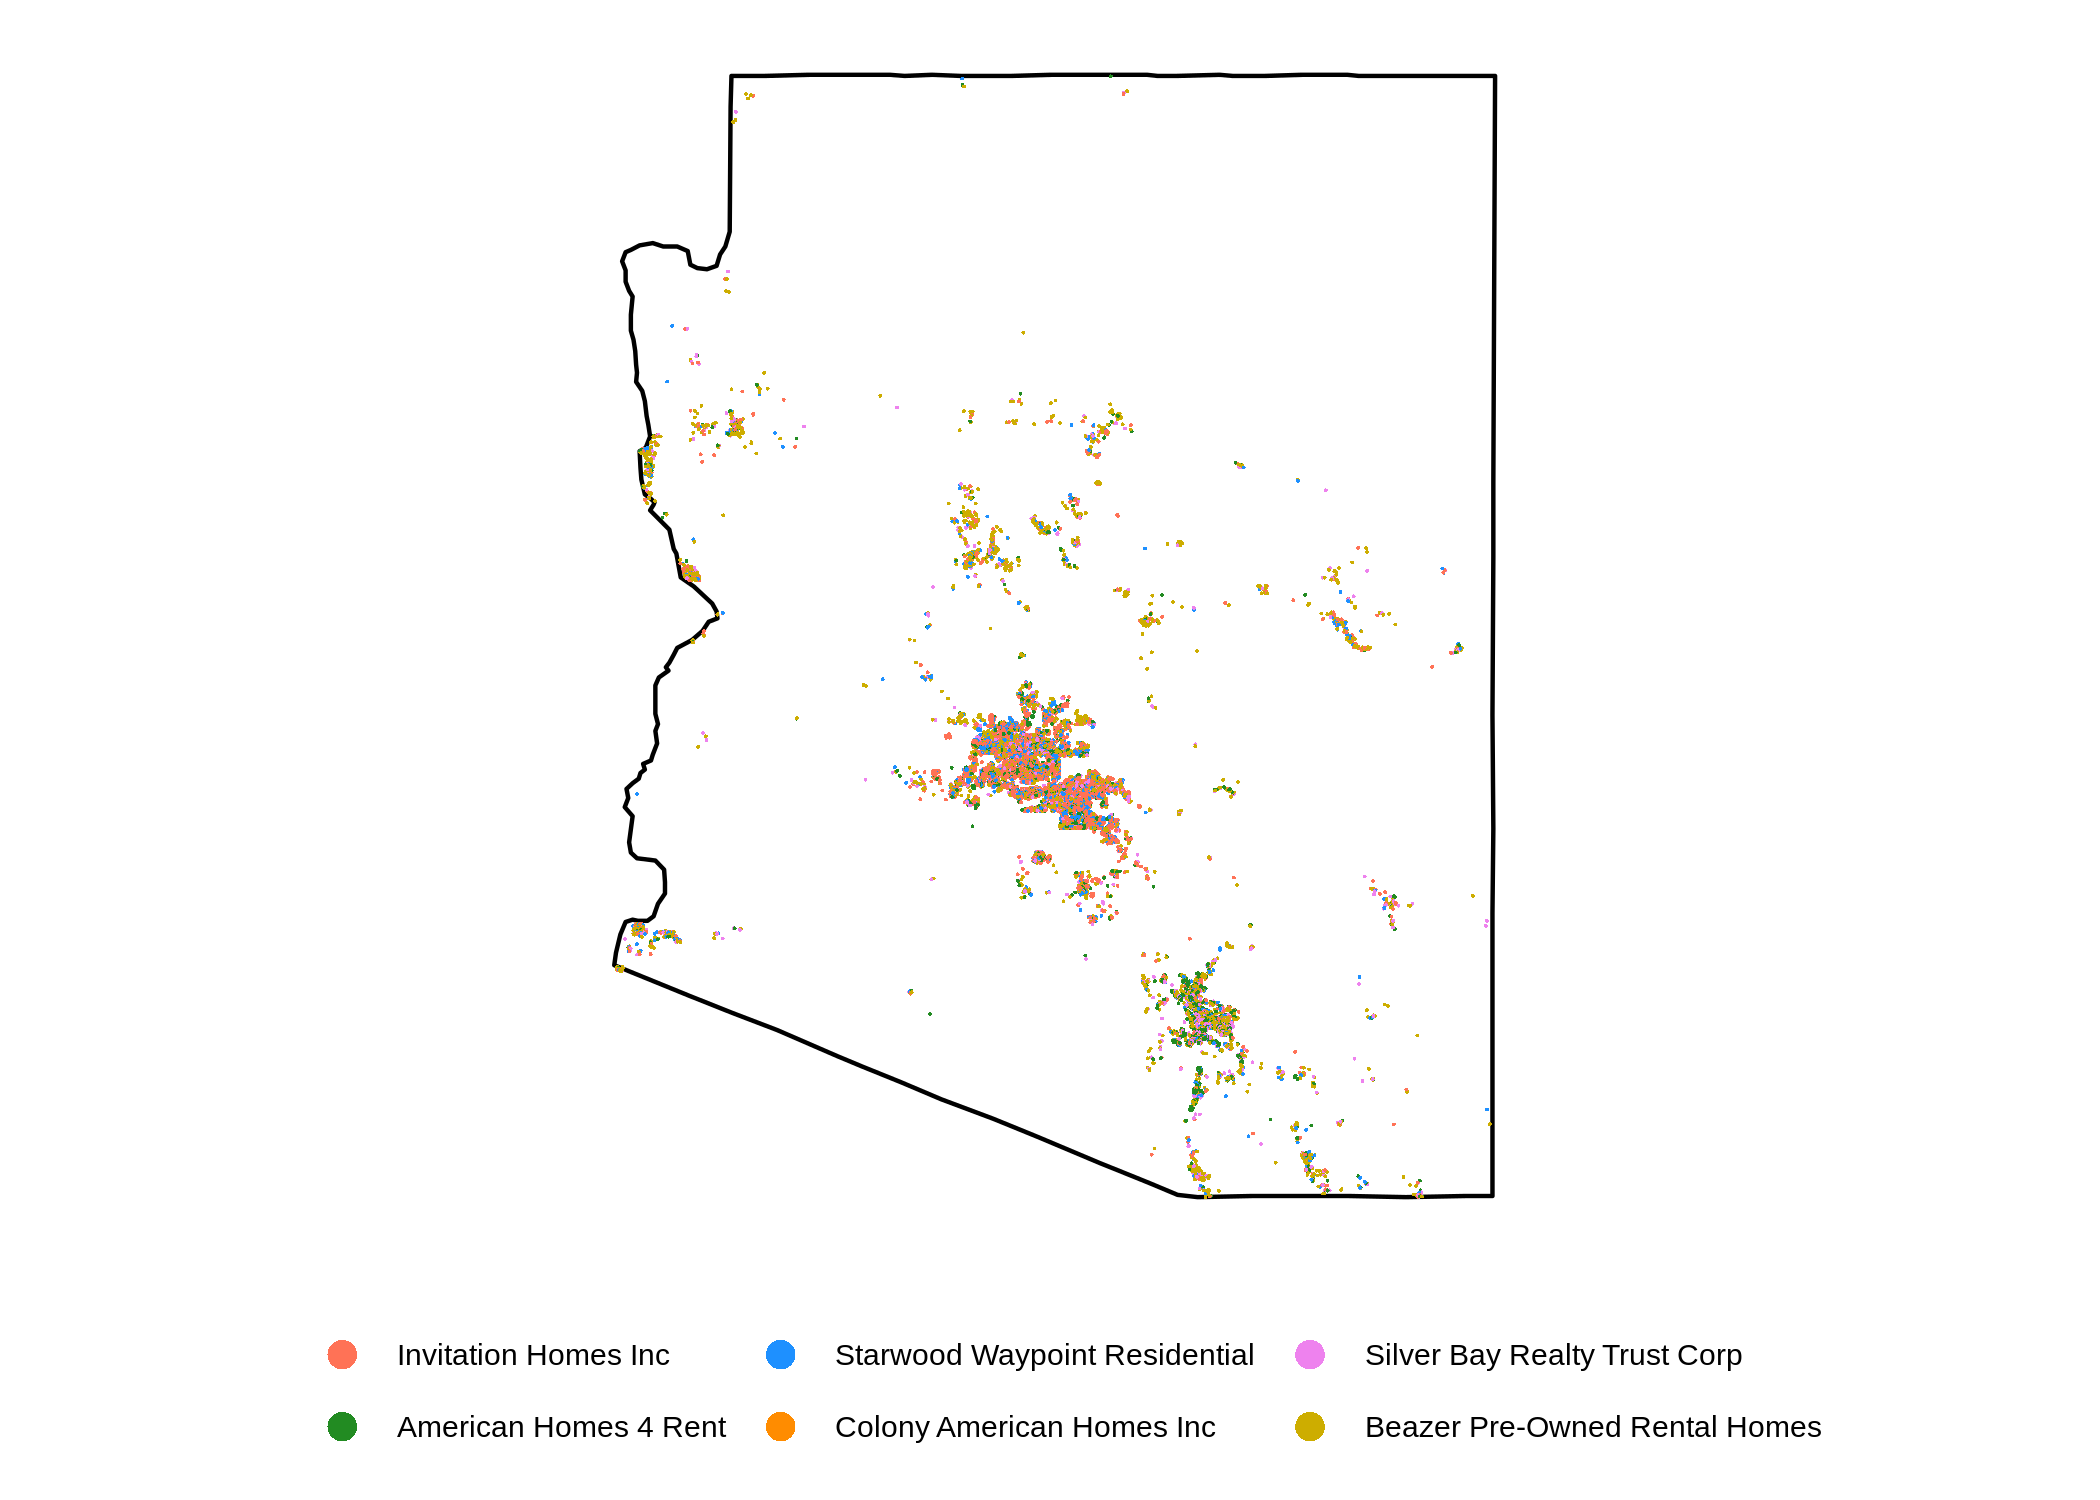 Invitation Homes Inc
Starwood Waypoint Residential
Silver Bay Realty Trust Corp
American Homes 4 Rent
Colony American Homes Inc
Beazer Pre-Owned Rental Homes